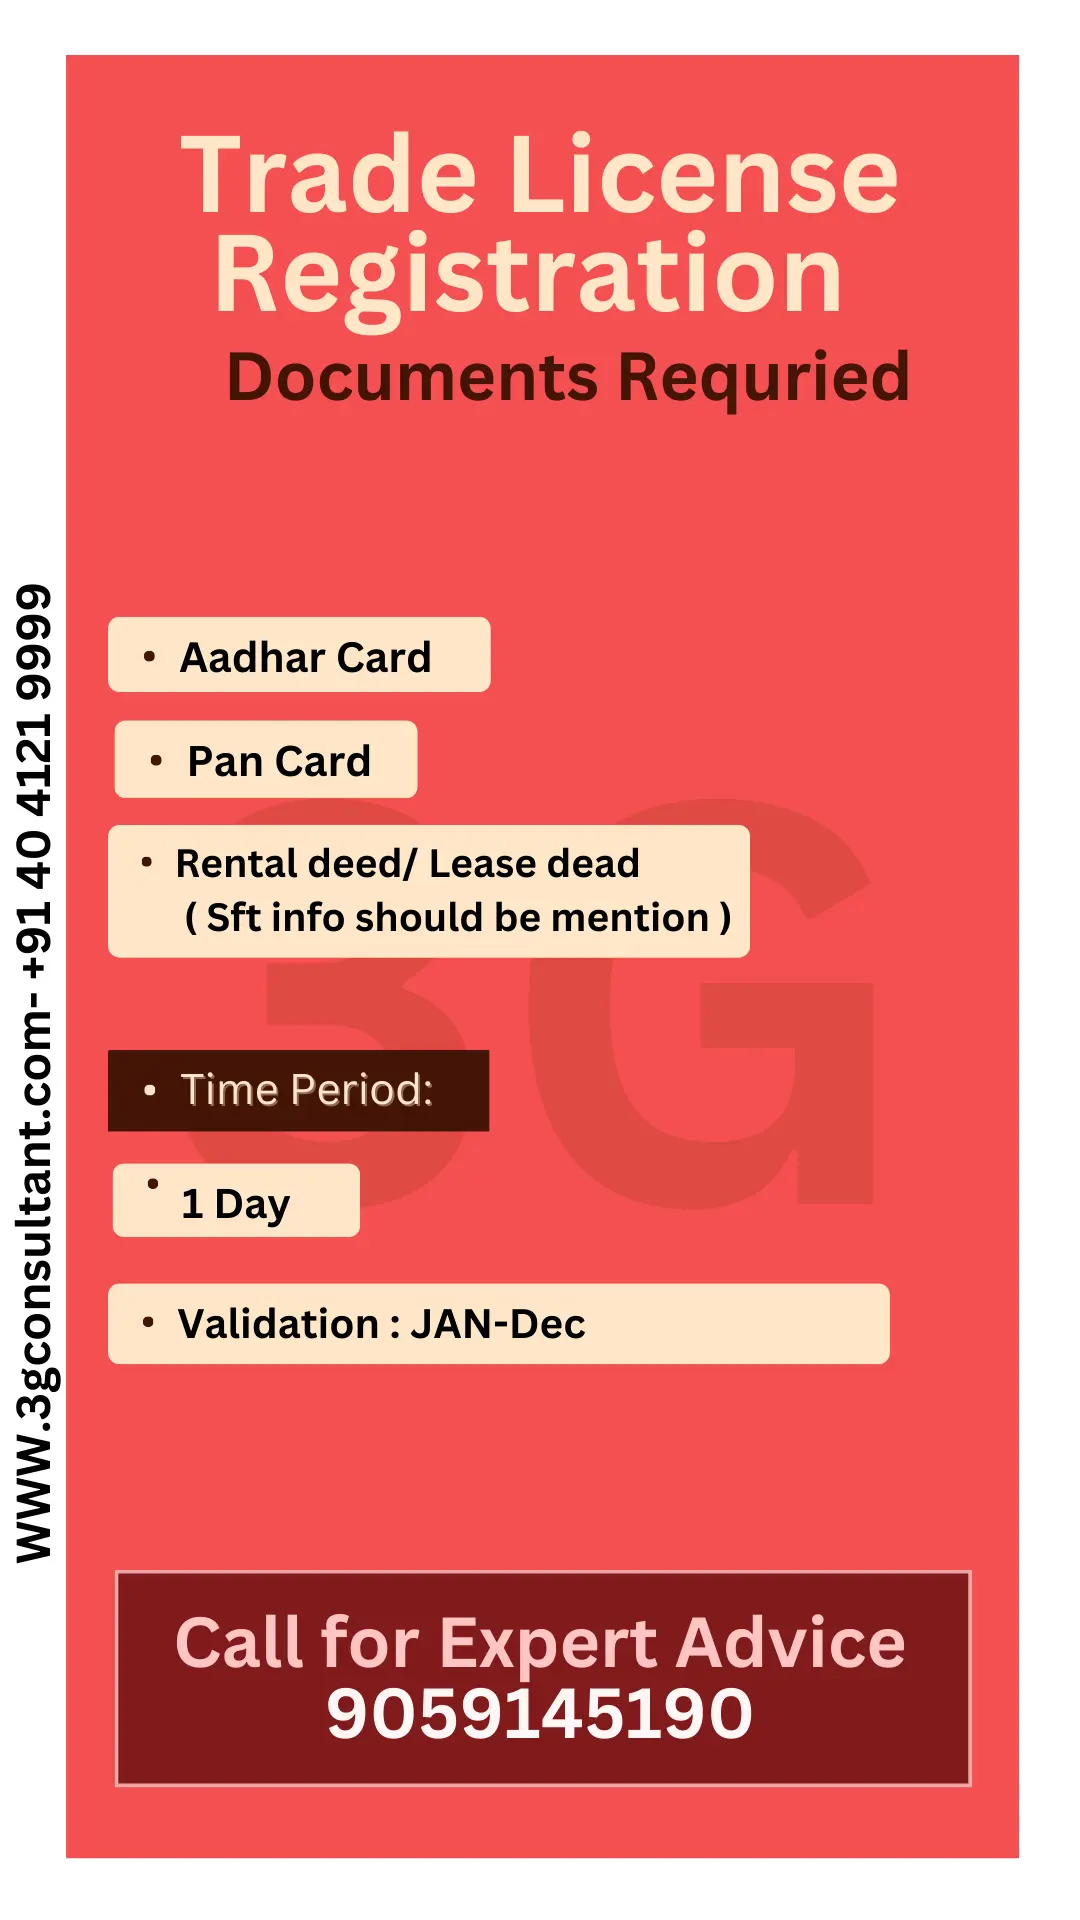 Trade License
Registration
Documents Requried
• Aadhar Card
• Pan Card
• Rental deed/ Lease dead
( Sft info should be mention )
3G
• Time Period:
• 1 Day
• Validation : JAN-Dec
Call for Expert Advice
9059145190
www.3gconsultant.com- +91 40 4121 9999